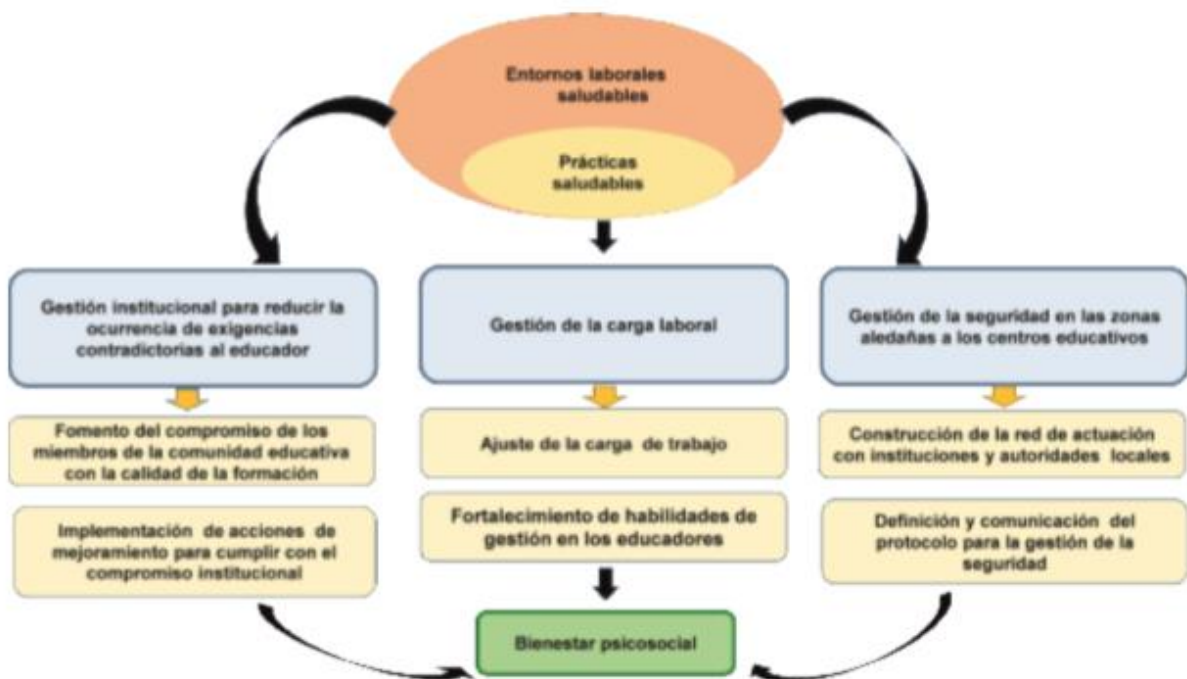 Entornos laborales
saludables
Prácticas
saludables
Gestión institucional para reducir la
ocurrencia de exigencias
contradictorias al educador
Gestión de la carga laboral
Gestión de la seguridad en las zonas
aledañas a los centros educativos
Fomento del compromiso de los
miembros de la comunidad educativa
con la calidad de la formación
Ajuste de la carga de trabajo
Construcción de la red de actuación
con instituciones y autoridades locales
Implementación de acciones de
mejoramiento para cumplir con el
compromiso institucional
Fortalecimiento de habilidades de
gestión en los educadores
Definición y comunicación del
protocolo para la gestión de la
seguridad
Bienestar psicosocial